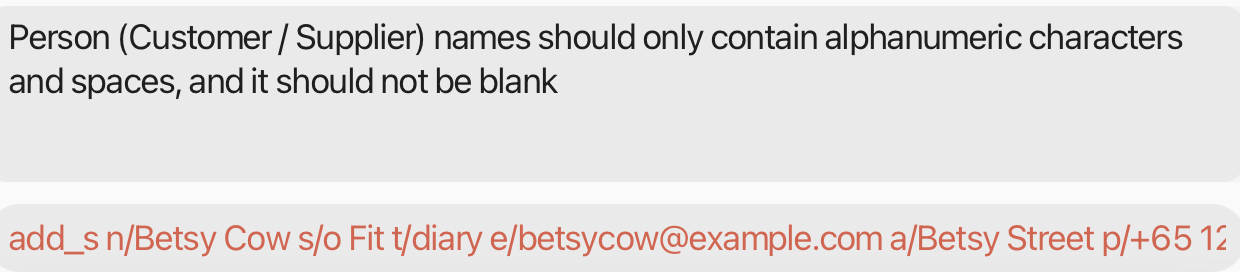 Person (Customer / Supplier) names should only contain alphanumeric characters
and spaces, and it should not be blank
add_s n/Betsy Cow s/o Fit t/diary e/betsycow@example.com a/Betsy Street p/+65 12